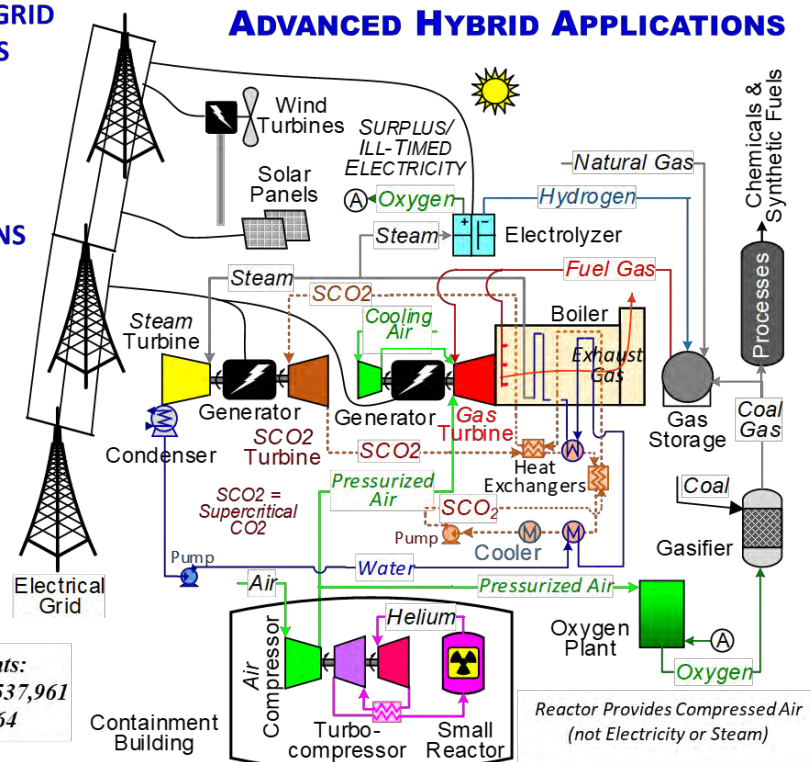 GRID
S
ADVANCED HYBRID APPLICATIONS
NS
Wind
Turbines
SURPLUS/
ILL-TIMED
ELECTRICITY
Solar
Panels
A
Oxygen
+
-
Hydrogen
Natural Gas
Chemicals &
Synthetic Fuels
Steam
Electrolyzer
Steam
SCO2
Fuel Gas
Boiler
Processes
Steam
Turbine
Cooling
Air
Exhaust
Gas
Generator
Generator
Gas
Turbine
Gas
Storage
Coal
Gas
Condenser
SCO2
Turbine
SCO2
Heat
Exchangers
Pressurized
Air
SCO2 =
Supercritical
CO2
SCO₂
Coal
Pump
M
M
Cooler
Gasifier
Pump
Water
Electrical
Grid
Air
Pressurized Air
Helium
Oxygen
Plant
A
Oxygen
Air
Compressor
nts:
537,961
64
Containment
Building
Turbo-
compressor
Small
Reactor
Reactor Provides Compressed Air
(not Electricity or Steam)